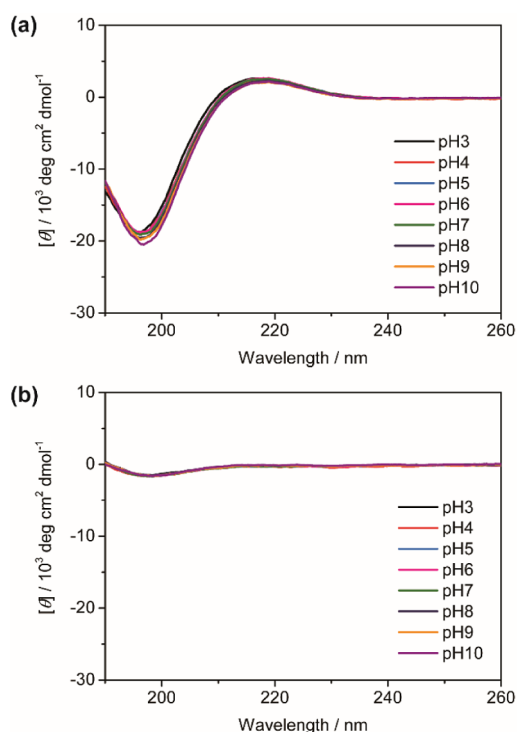 (a)
10
0
-10
-20
-30
[θ] / 10³ deg cm² dmol⁻¹
pH3
pH4
pH5
pH6
pH7
pH8
pH9
pH10
200
220
240
260
Wavelength / nm
(b)
10
0
-10
-20
-30
[θ] / 10³ deg cm² dmol⁻¹
pH3
pH4
pH5
pH6
pH7
pH8
pH9
pH10
200
220
240
260
Wavelength / nm